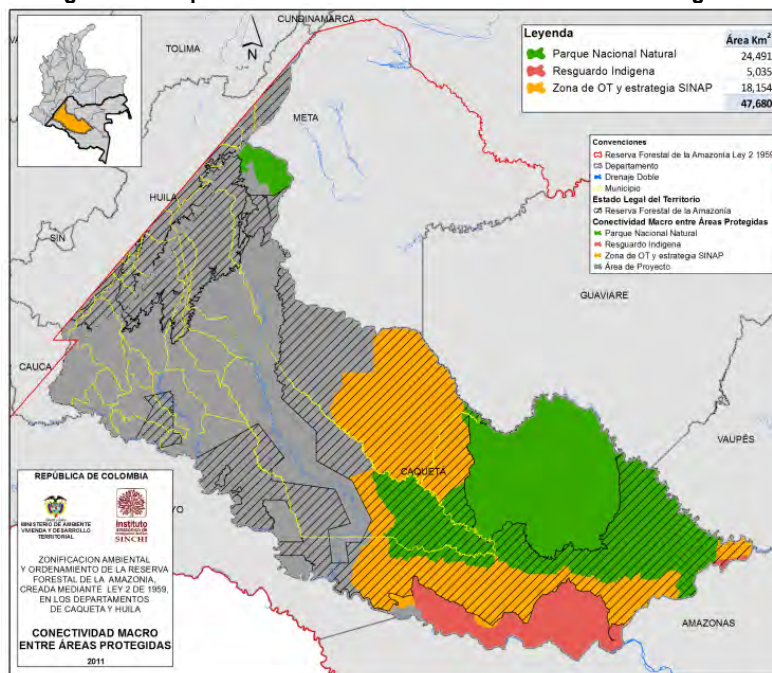 CUNDINAMARCA
TOLIMA
N
META
HUILA
CAUCA
GUAVIARE
VAUPÉS
CAQUETÁ
AMAZONAS
Leyenda
Área Km²
Parque Nacional Natural 24,491
Resguardo Indigena 5,035
Zona de OT y estrategia SINAP 18,154
47,680
Convenciones
Reserva Forestal de la Amazonía Ley 2 1959
Departamento
Drenaje Doble
Municipio
Estado Legal del Territorio
Reserva Forestal de la Amazonía
Conectividad Macro entre Áreas Protegidas
Parque Nacional Natural
Resguardo Indigena
Zona de OT y estrategia SINAP
Área de Proyecto
REPÚBLICA DE COLOMBIA
MINISTERIO DE AMBIENTE
VIVIENDA Y DESARROLLO
TERRITORIAL
Instituto
SINCHI
ZONIFICACION AMBIENTAL
Y ORDENAMIENTO DE LA RESERVA
FORESTAL DE LA AMAZONIA,
CREADA MEDIANTE LEY 2 DE 1959,
EN LOS DEPARTAMENTOS
DE CAQUETA Y HUILA
CONECTIVIDAD MACRO
ENTRE ÁREAS PROTEGIDAS
2011